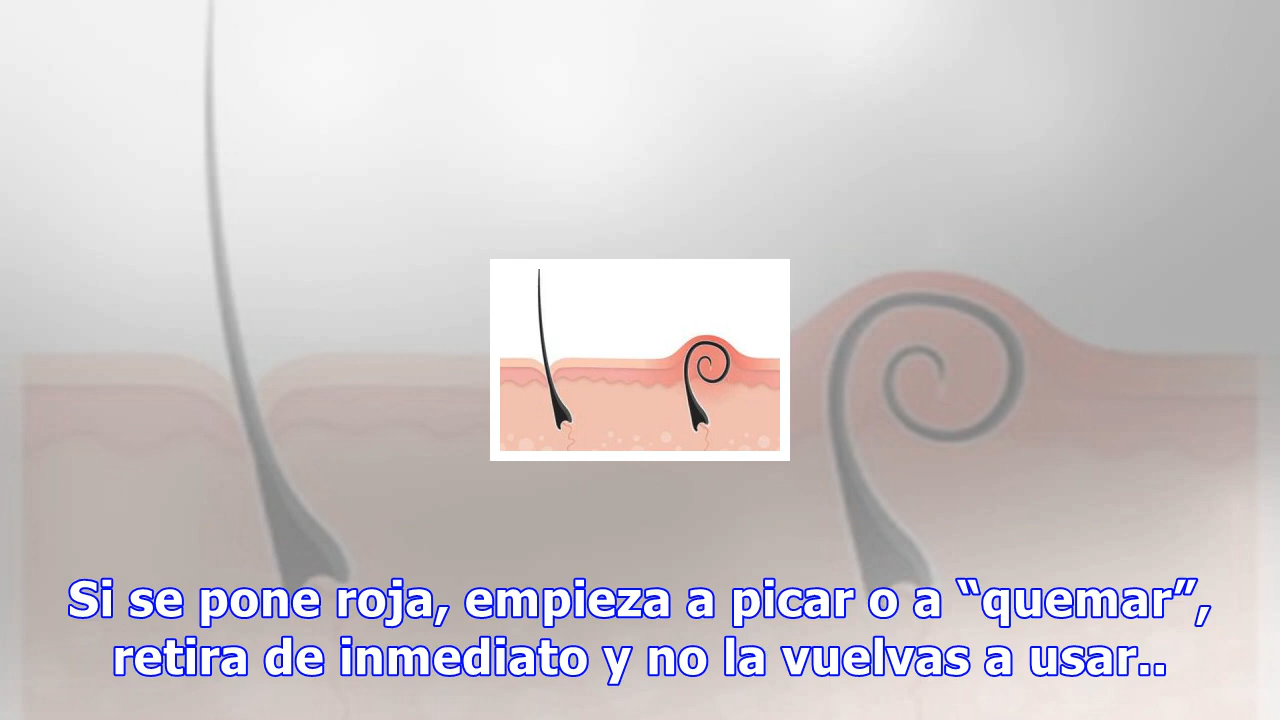 Si se pone roja, empieza a picar o a “quemar”,
retira de inmediato y no la vuelvas a usar..